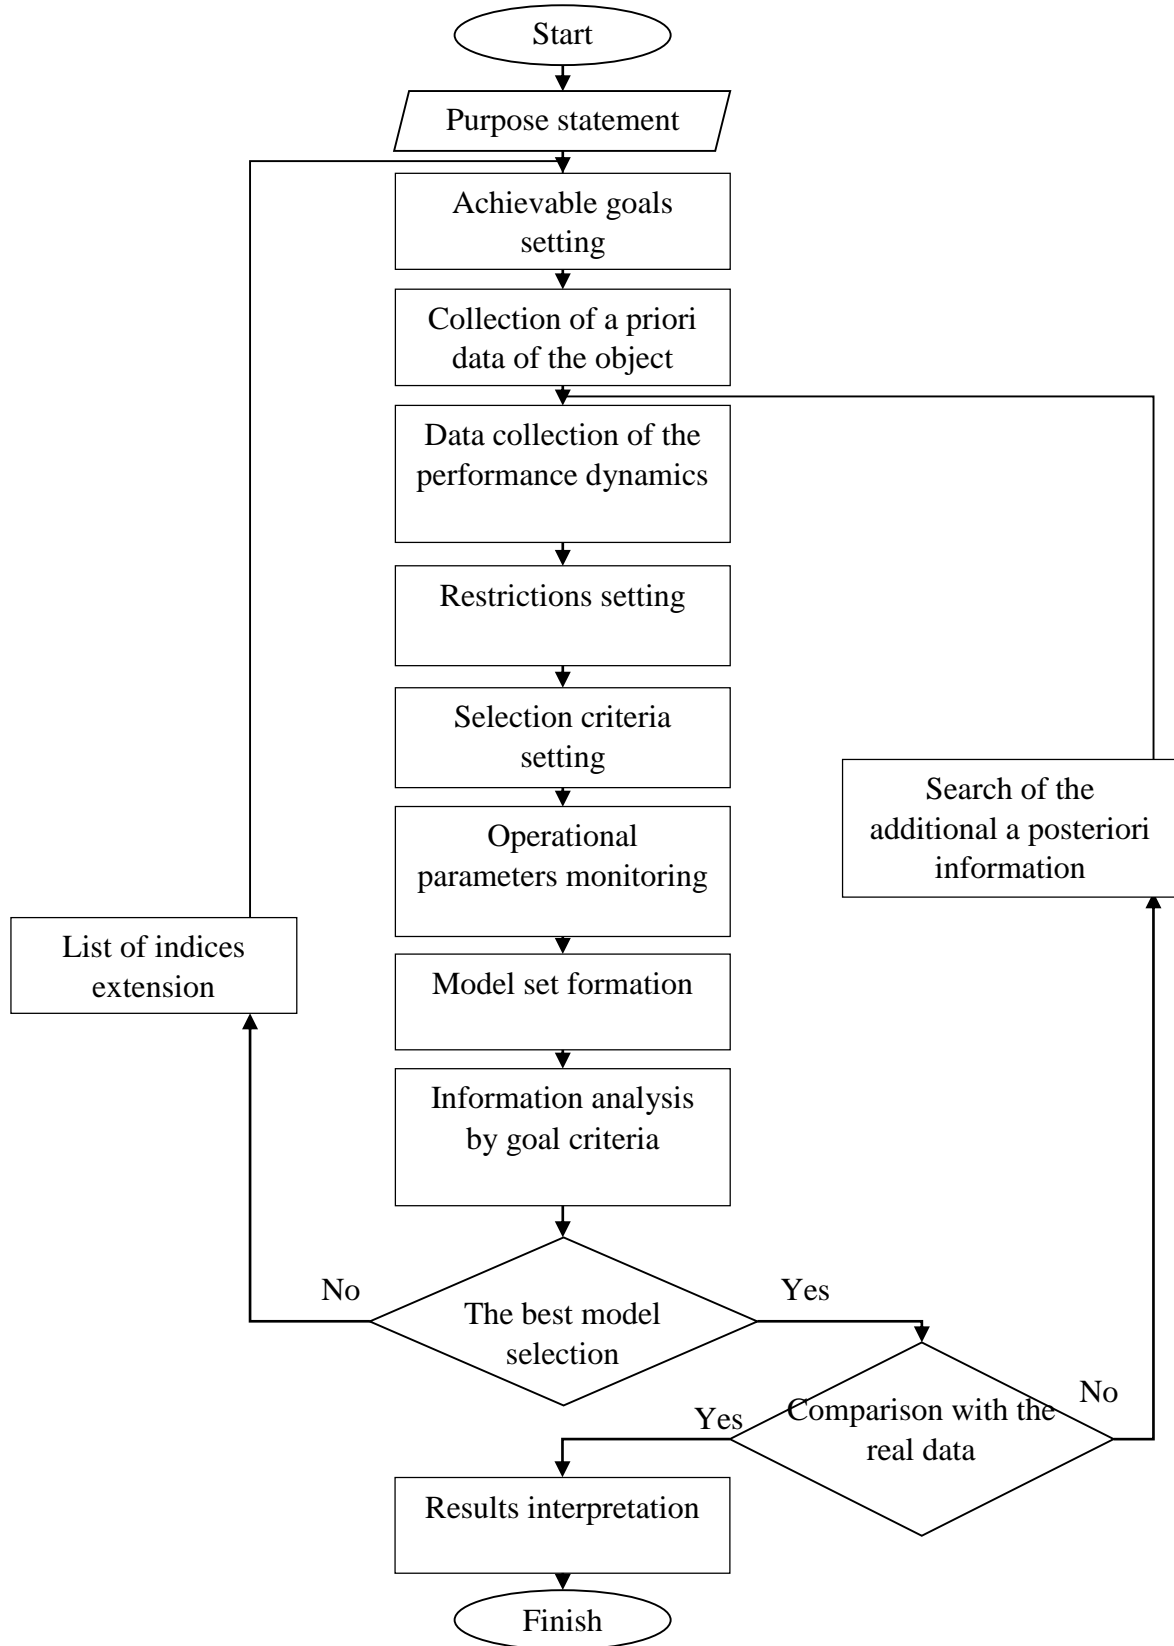 Start
Purpose statement
Achievable goals
setting
Collection of a priori
data of the object
Data collection of the
performance dynamics
Restrictions setting
Selection criteria
setting
Search of the
additional a posteriori
information
Operational
parameters monitoring
List of indices
extension
Model set formation
Information analysis
by goal criteria
No
Yes
The best model
selection
No
Yes
Comparison with the
real data
Results interpretation
Finish